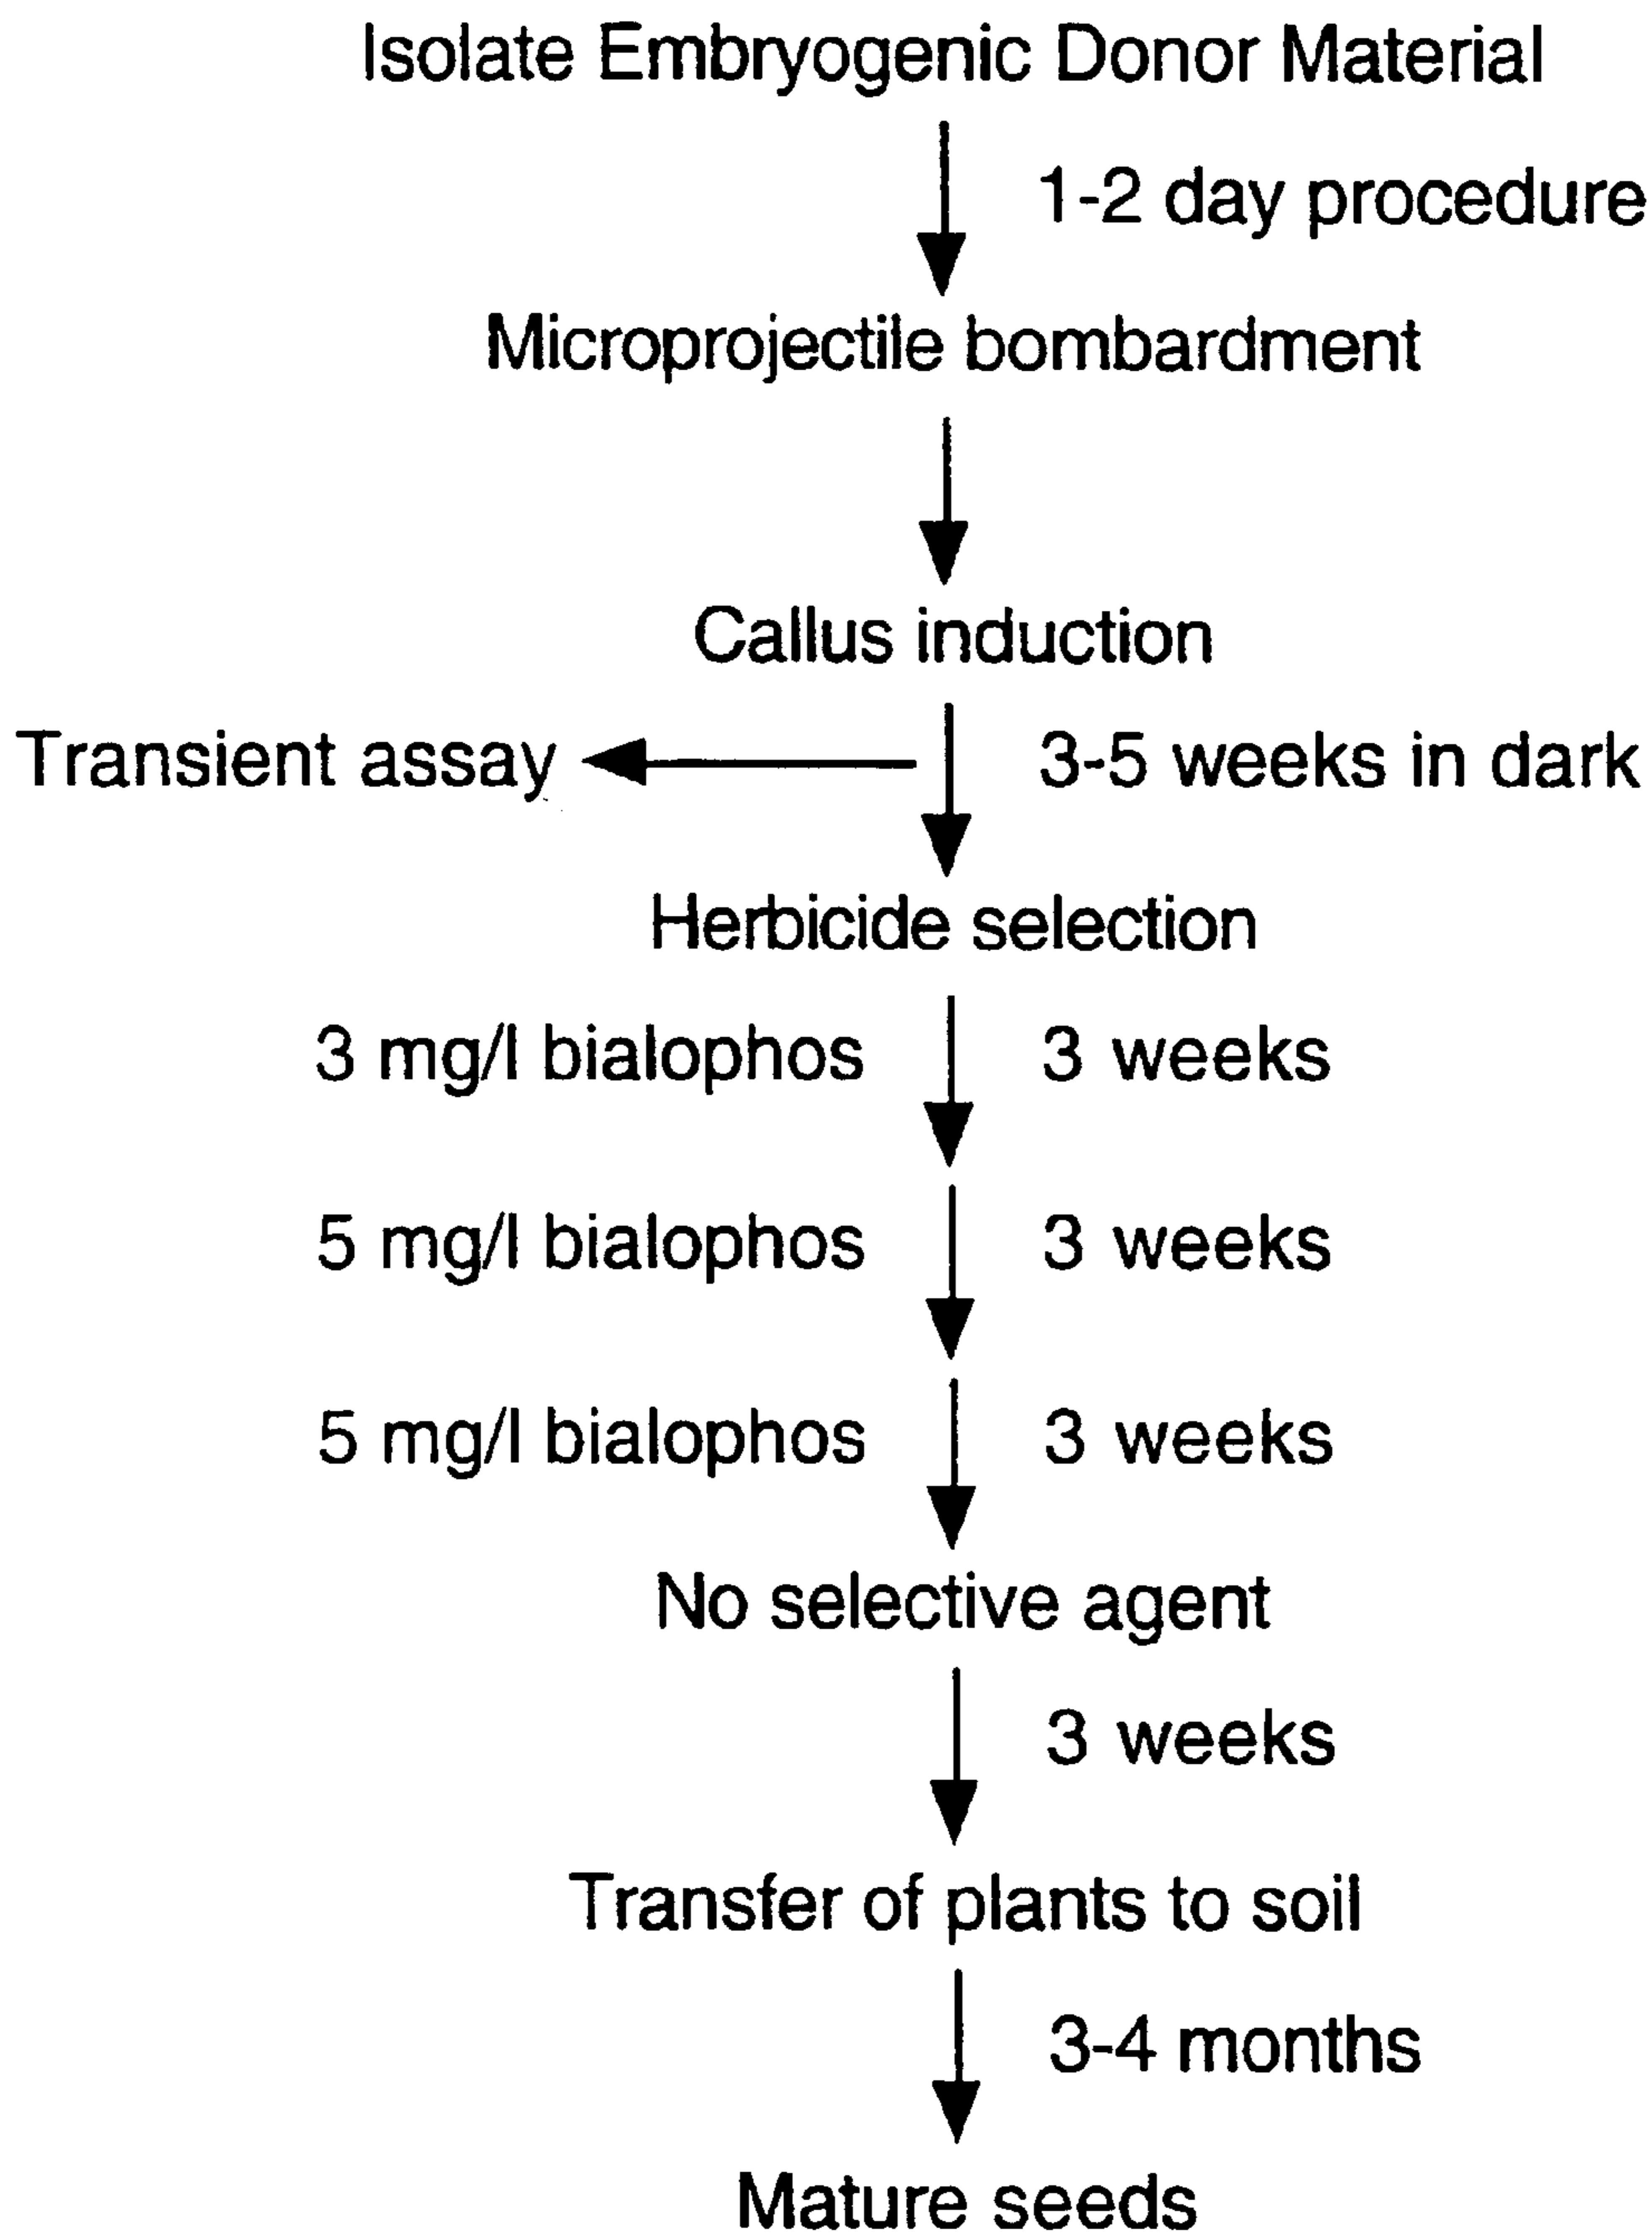 Isolate Embryogenic Donor Material
1-2 day procedure
Microprojectile bombardment
Callus induction
Transient assay
3-5 weeks in dark
Herbicide selection
3 mg/l bialophos
3 weeks
5 mg/l bialophos
3 weeks
5 mg/l bialophos
3 weeks
No selective agent
3 weeks
Transfer of plants to soil
3-4 months
Mature seeds